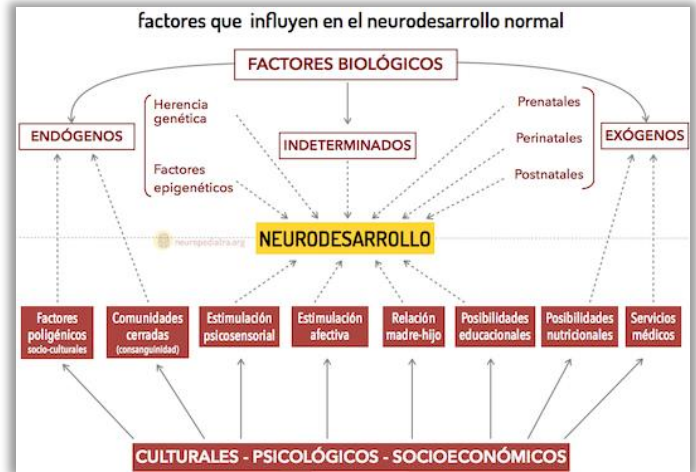 factores que influyen en el neurodesarrollo normal
FACTORES BIOLÓGICOS
Herencia
genética
Prenatales
ENDÓGENOS
INDETERMINADOS
Perinatales
EXÓGENOS
Factores
epigenéticos
Postnatales
neuropediatra.org
NEURODESARROLLO
Factores
poligénicos
socio-culturales
Comunidades
cerradas
(consanguinidad)
Estimulación
psicosensorial
Estimulación
afectiva
Relación
madre-hijo
Posibilidades
educacionales
Posibilidades
nutricionales
Servicios
médicos
CULTURALES - PSICOLÓGICOS - SOCIOECONÓMICOS